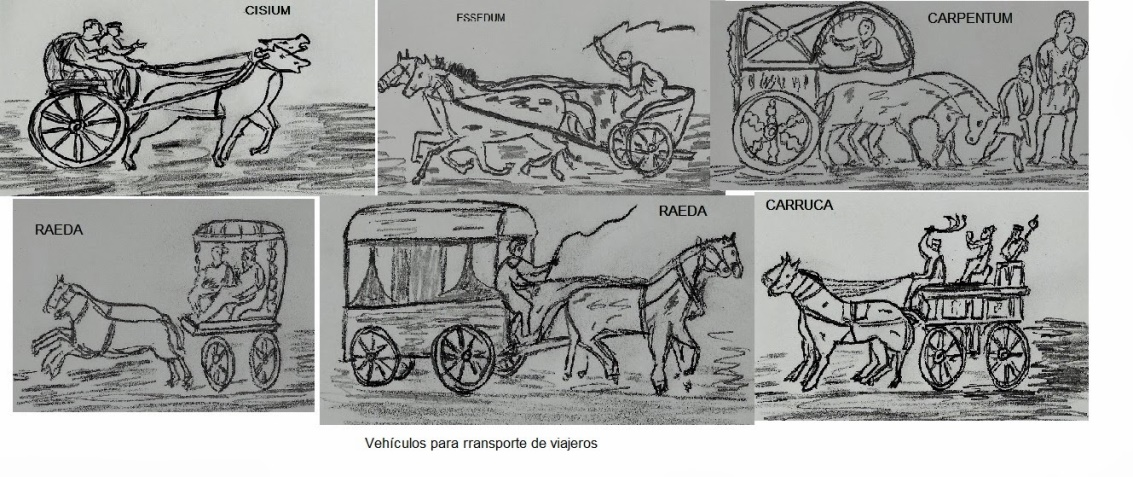 CISIUM
ESSEDUM
CARPENTUM
RAEDA
RAEDA
CARRUCA
Vehículos para rransporte de viajeros